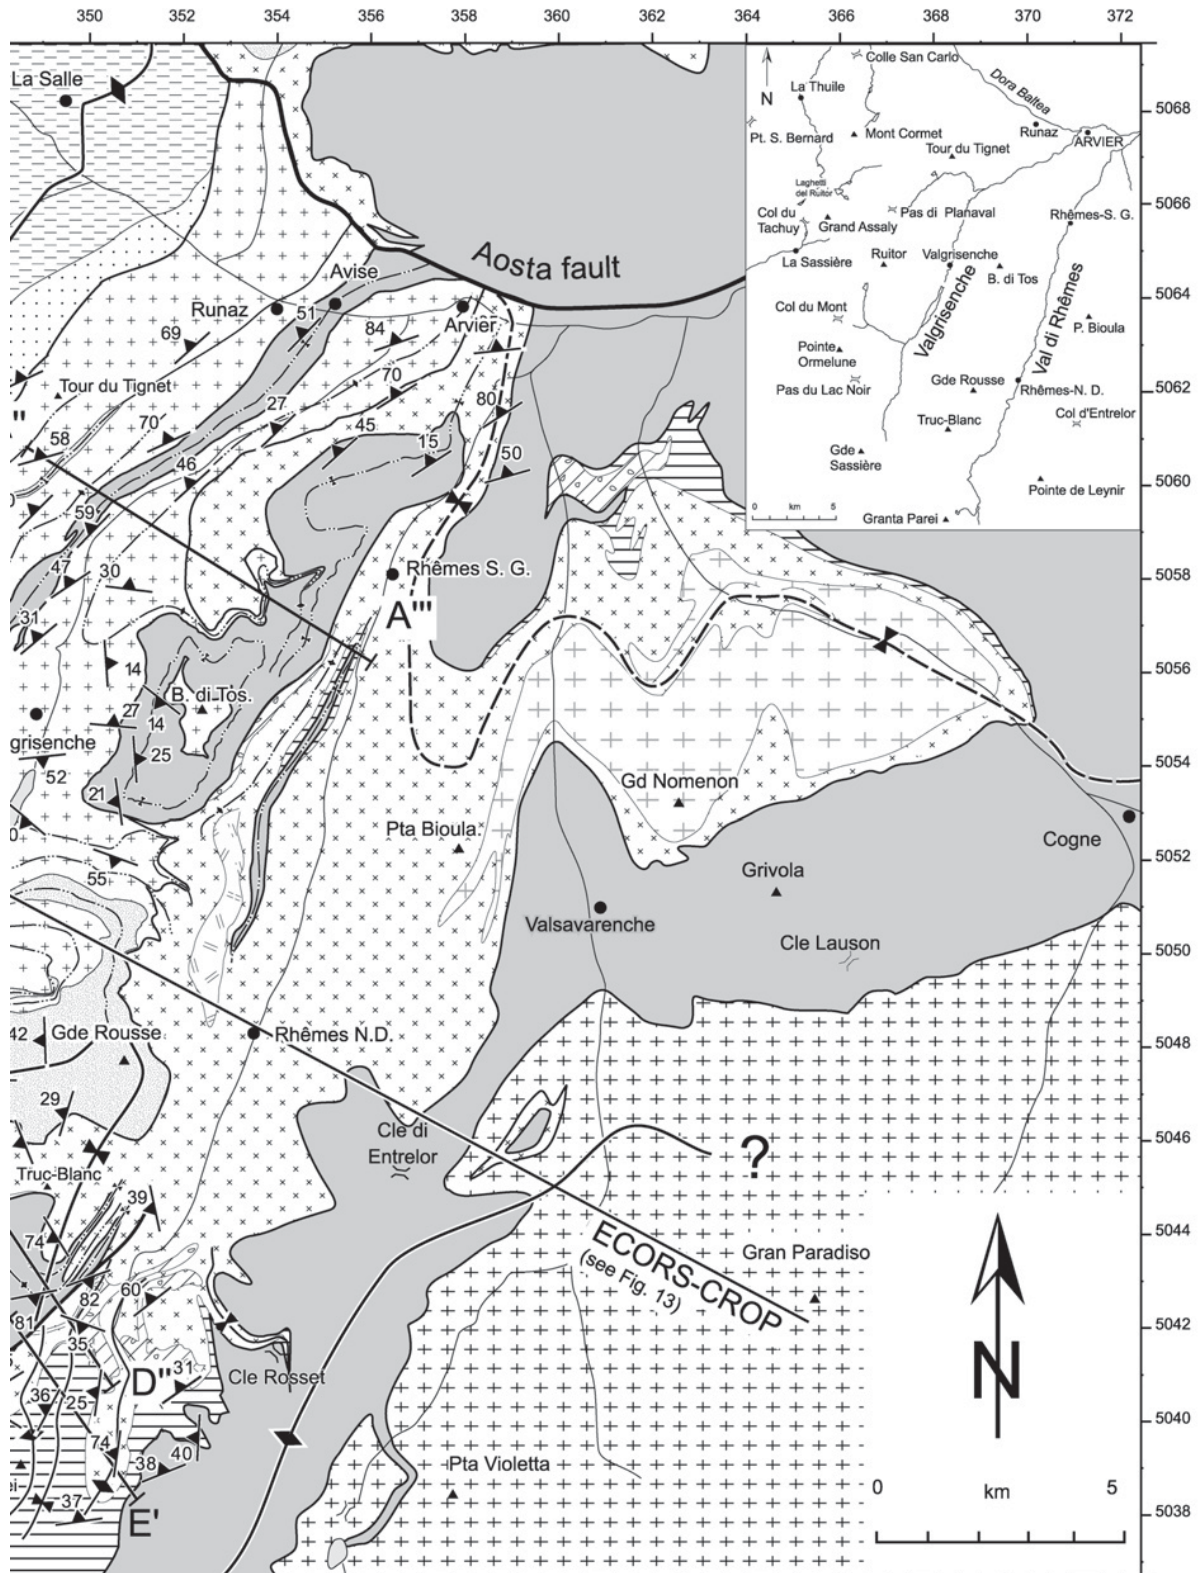 350 352 354 356 358 360 362 364 366 368 370 372
La Salle
Colle San Carlo
La Thuile
Dora Baltea
N
5068
Runaz
Pt. S. Bernard
Mont Cormet
ARVIER
Tour du Tignet
Laghetti
del Ruitor
5066
Col du
Tachuy
Grand Assaly
Pas di Planaval
Rhêmes-S. G.
Aosta fault
La Sassière
Ruitor
Valgrisenche
B. di Tos
Avise
5064
Runaz
51
Arvier
84
69
Col du Mont
Valgrisenche
Val di Rhêmes
P. Bioula
Pointe
Ormelune
Gde Rousse
Rhêmes-N. D.
5062
Tour du Tignet
70
27
80
Pas du Lac Noir
Col d'Entrelor
Truc-Blanc
"
58
70
45
15
50
46
Gde
Sassière
Pointe de Leynir
5060
0 km 5
Granta Parei
59
47
30
Rhêmes S. G.
5058
31
A'''
14
5056
B. di Tos.
27
14
25
grisenche
52
21
5054
Gd Nomenon
Pta Bioula.
Cogne
0
5052
55
Grivola
Valsavarenche
Cle Lauson
5050
42
Gde Rousse
Rhêmes N.D.
5048
29
Cle di
Entrelor
5046
?
Truc-Blanc
39
74
5044
ECORS-CROP
(see Fig. 13)
Gran Paradiso
60
82
81
5042
35
Cle Rosset
N
D"
31
36
25
5040
74
40
38
Pta Violetta
ei
37
E'
0 km 5
5038